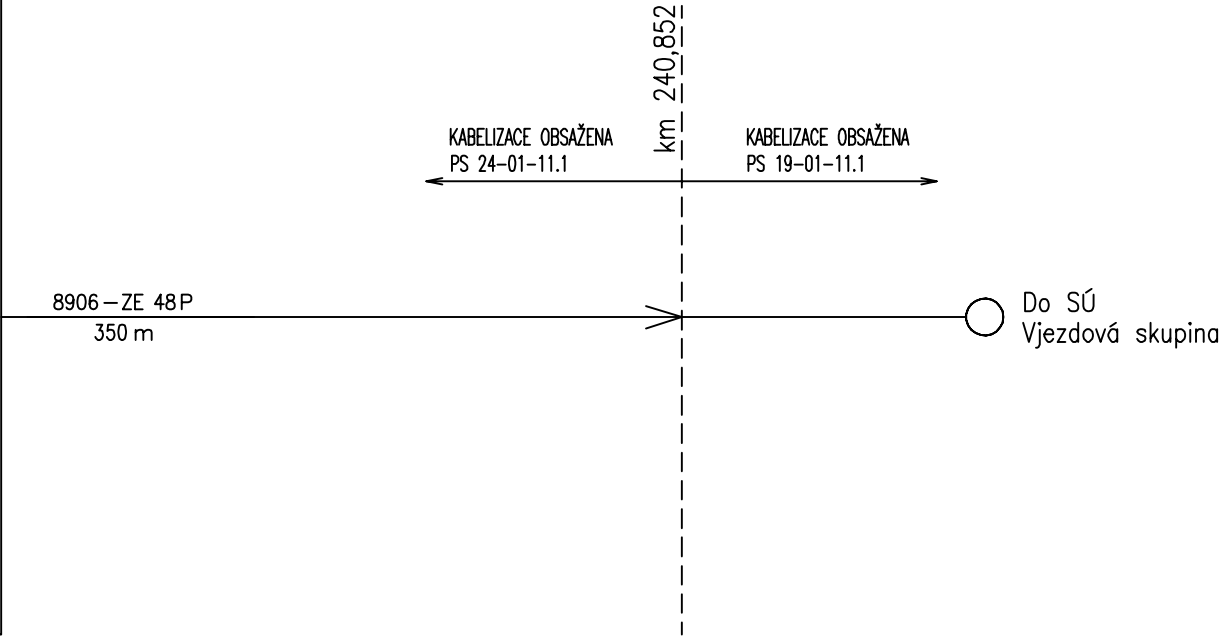 km 240,852
KABELIZACE OBSAŽENA
PS 24-01-11.1
KABELIZACE OBSAŽENA
PS 19-01-11.1
8906-ZE 48P
350 m
Do SÚ
Vjezdová skupina